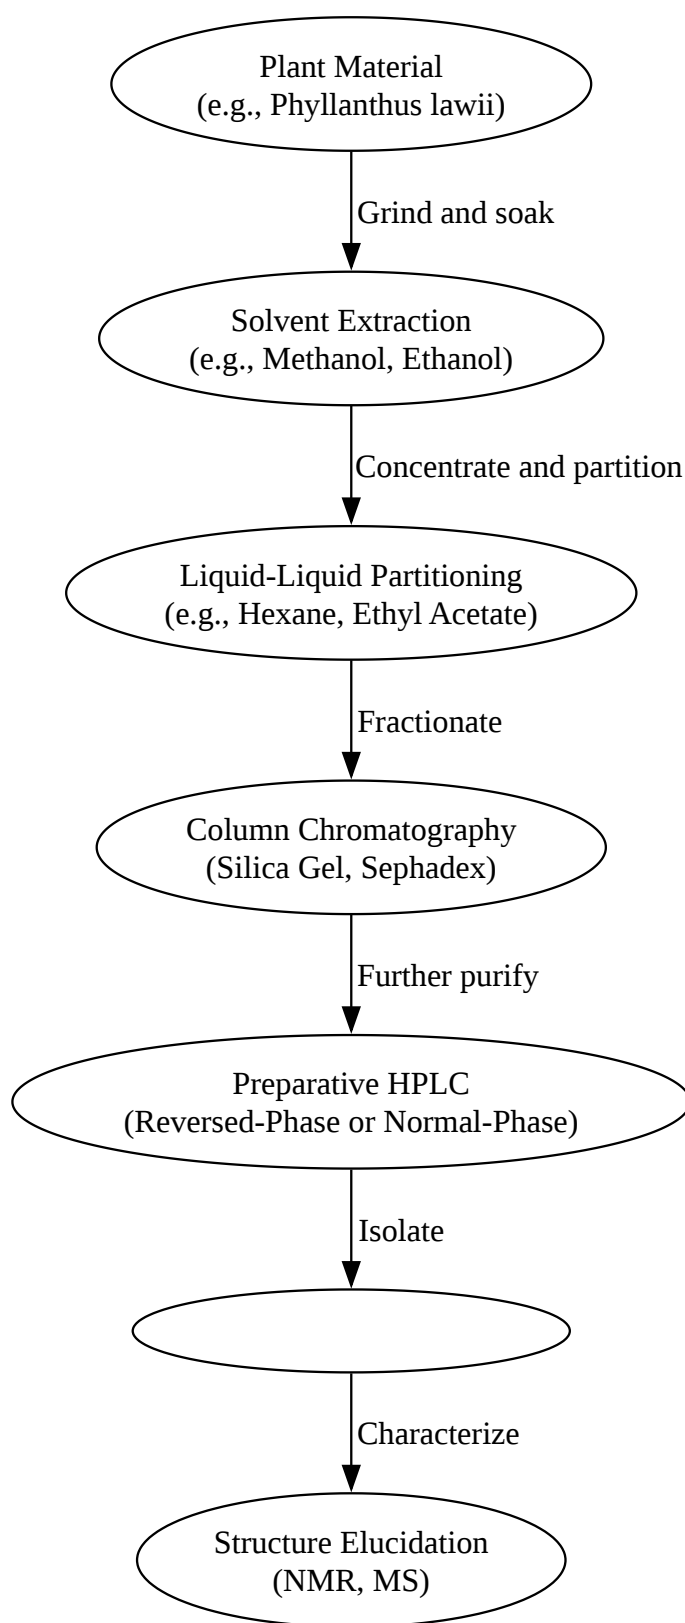 Plant Material
(e.g., Phyllanthus lawii)
Grind and soak
Solvent Extraction
(e.g., Methanol, Ethanol)
Concentrate and partition
Liquid-Liquid Partitioning
(e.g., Hexane, Ethyl Acetate)
Fractionate
Column Chromatography
(Silica Gel, Sephadex)
Further purify
Preparative HPLC
(Reversed-Phase or Normal-Phase)
Isolate
Characterize
Structure Elucidation
(NMR, MS)